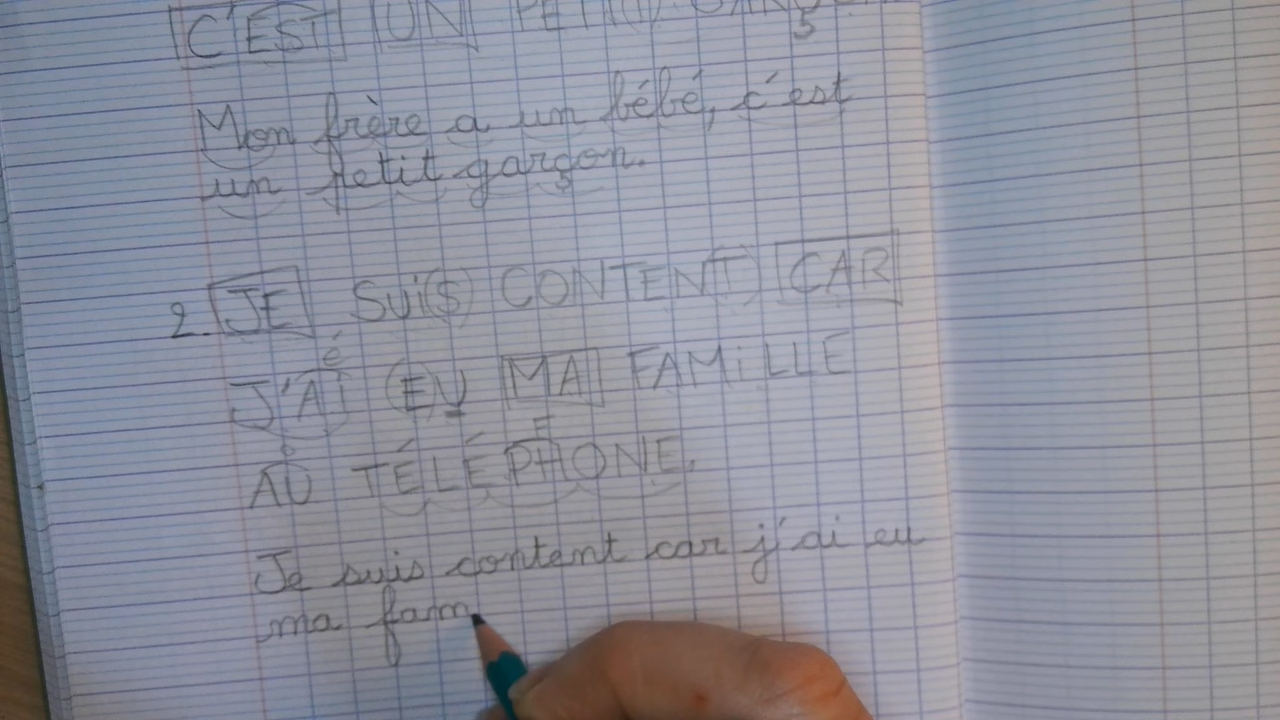 C'EST UN PETIT GARÇON
Mon frère a un bébé, c'est
un petit garçon.
2. JE SUiS CONTENT CAR
é
J'AI EU MA FAMiLLE
o F
AU TÉLÉPHONE.
Je suis content car j'ai eu
ma fam